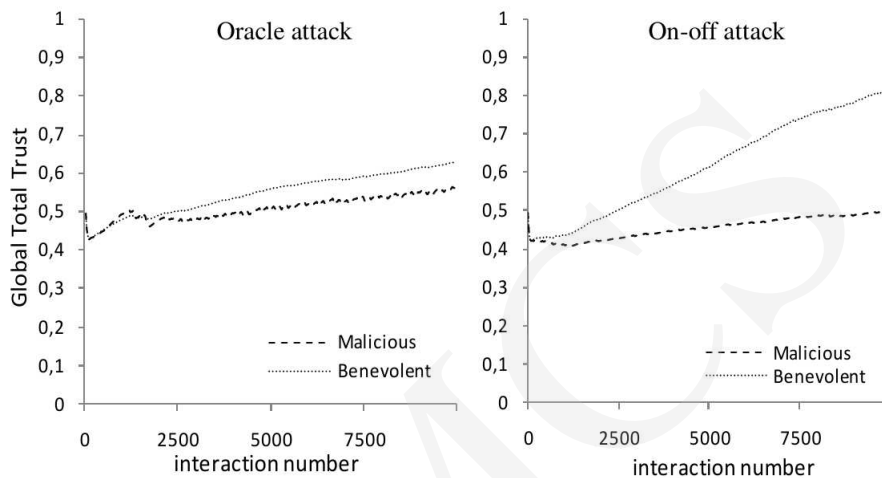 Oracle attack
Global Total Trust
1
0,9
0,8
0,7
0,6
0,5
0,4
0,3
0,2
0,1
0
Malicious
Benevolent
0 2500 5000 7500
interaction number
On-off attack
1
0,9
0,8
0,7
0,6
0,5
0,4
0,3
0,2
0,1
0
Malicious
Benevolent
0 2500 5000 7500
interaction number
MCS